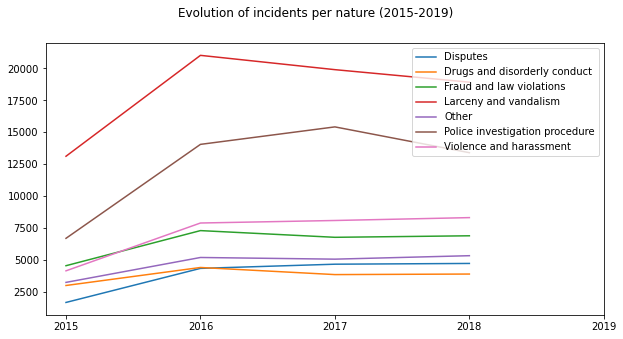 Evolution of incidents per nature (2015-2019)
20000
17500
15000
12500
10000
7500
5000
2500
2015 2016 2017 2018 2019
Disputes
Drugs and disorderly conduct
Fraud and law violations
Larceny and vandalism
Other
Police investigation procedure
Violence and harassment